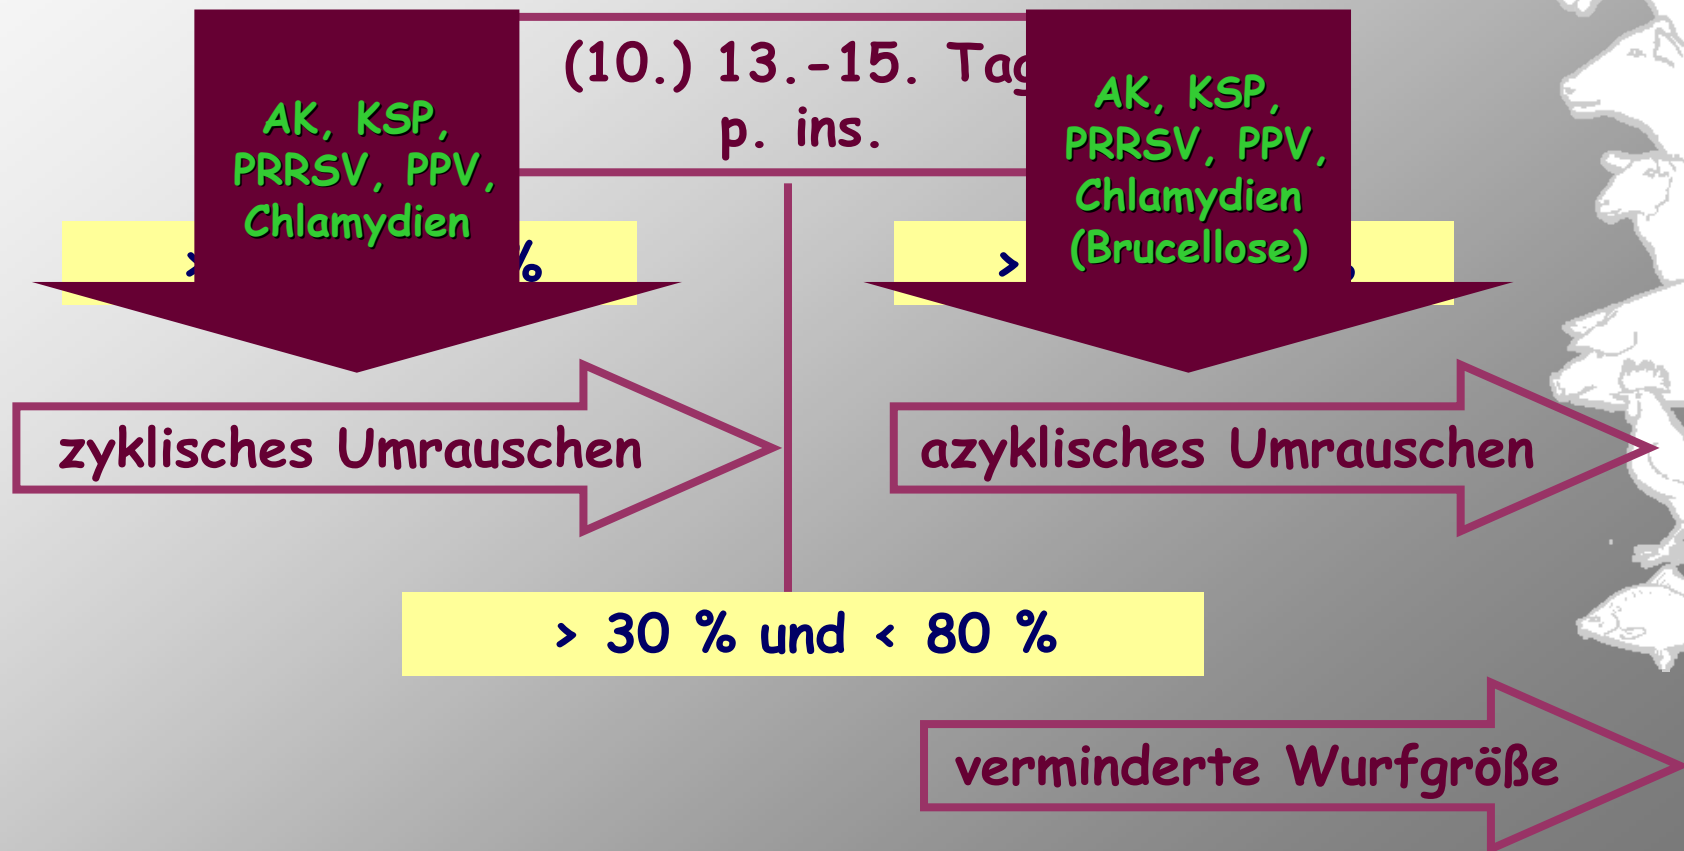 (10.) 13.-15. Tag
p. ins.
AK, KSP,
PRRSV, PPV,
Chlamydien
AK, KSP,
PRRSV, PPV,
Chlamydien
(Brucellose)
> %
>
zyklisches Umrauschen
azyklisches Umrauschen
> 30 % und < 80 %
verminderte Wurfgröße